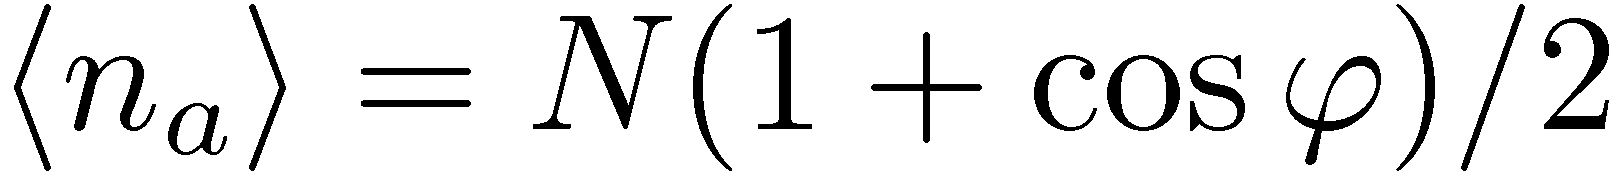 ⟨n_a⟩ = N(1 + cos φ)/2